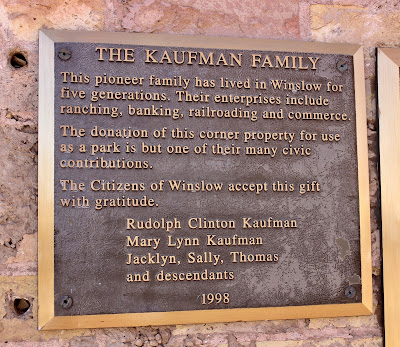 THE KAUFMAN FAMILY
This pioneer family has lived in Winslow for
five generations. Their enterprises include
ranching, banking, railroading and commerce.
The donation of this corner property for use
as a park is but one of their many civic
contributions.
The Citizens of Winslow accept this gift
with gratitude.
Rudolph Clinton Kaufman
Mary Lynn Kaufman
Jacklyn, Sally, Thomas
and descendants
1998